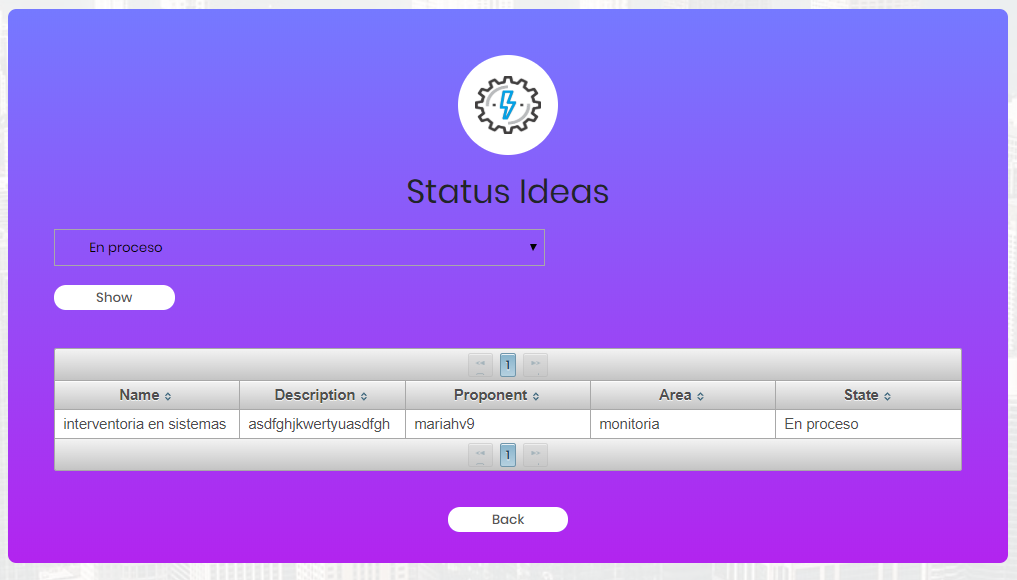 Status Ideas
En proceso
Show
1
Name Description Proponent Area State
interventoria en sistemas asdfghjkwertyuasdfgh mariahv9 monitoria En proceso
1
Back